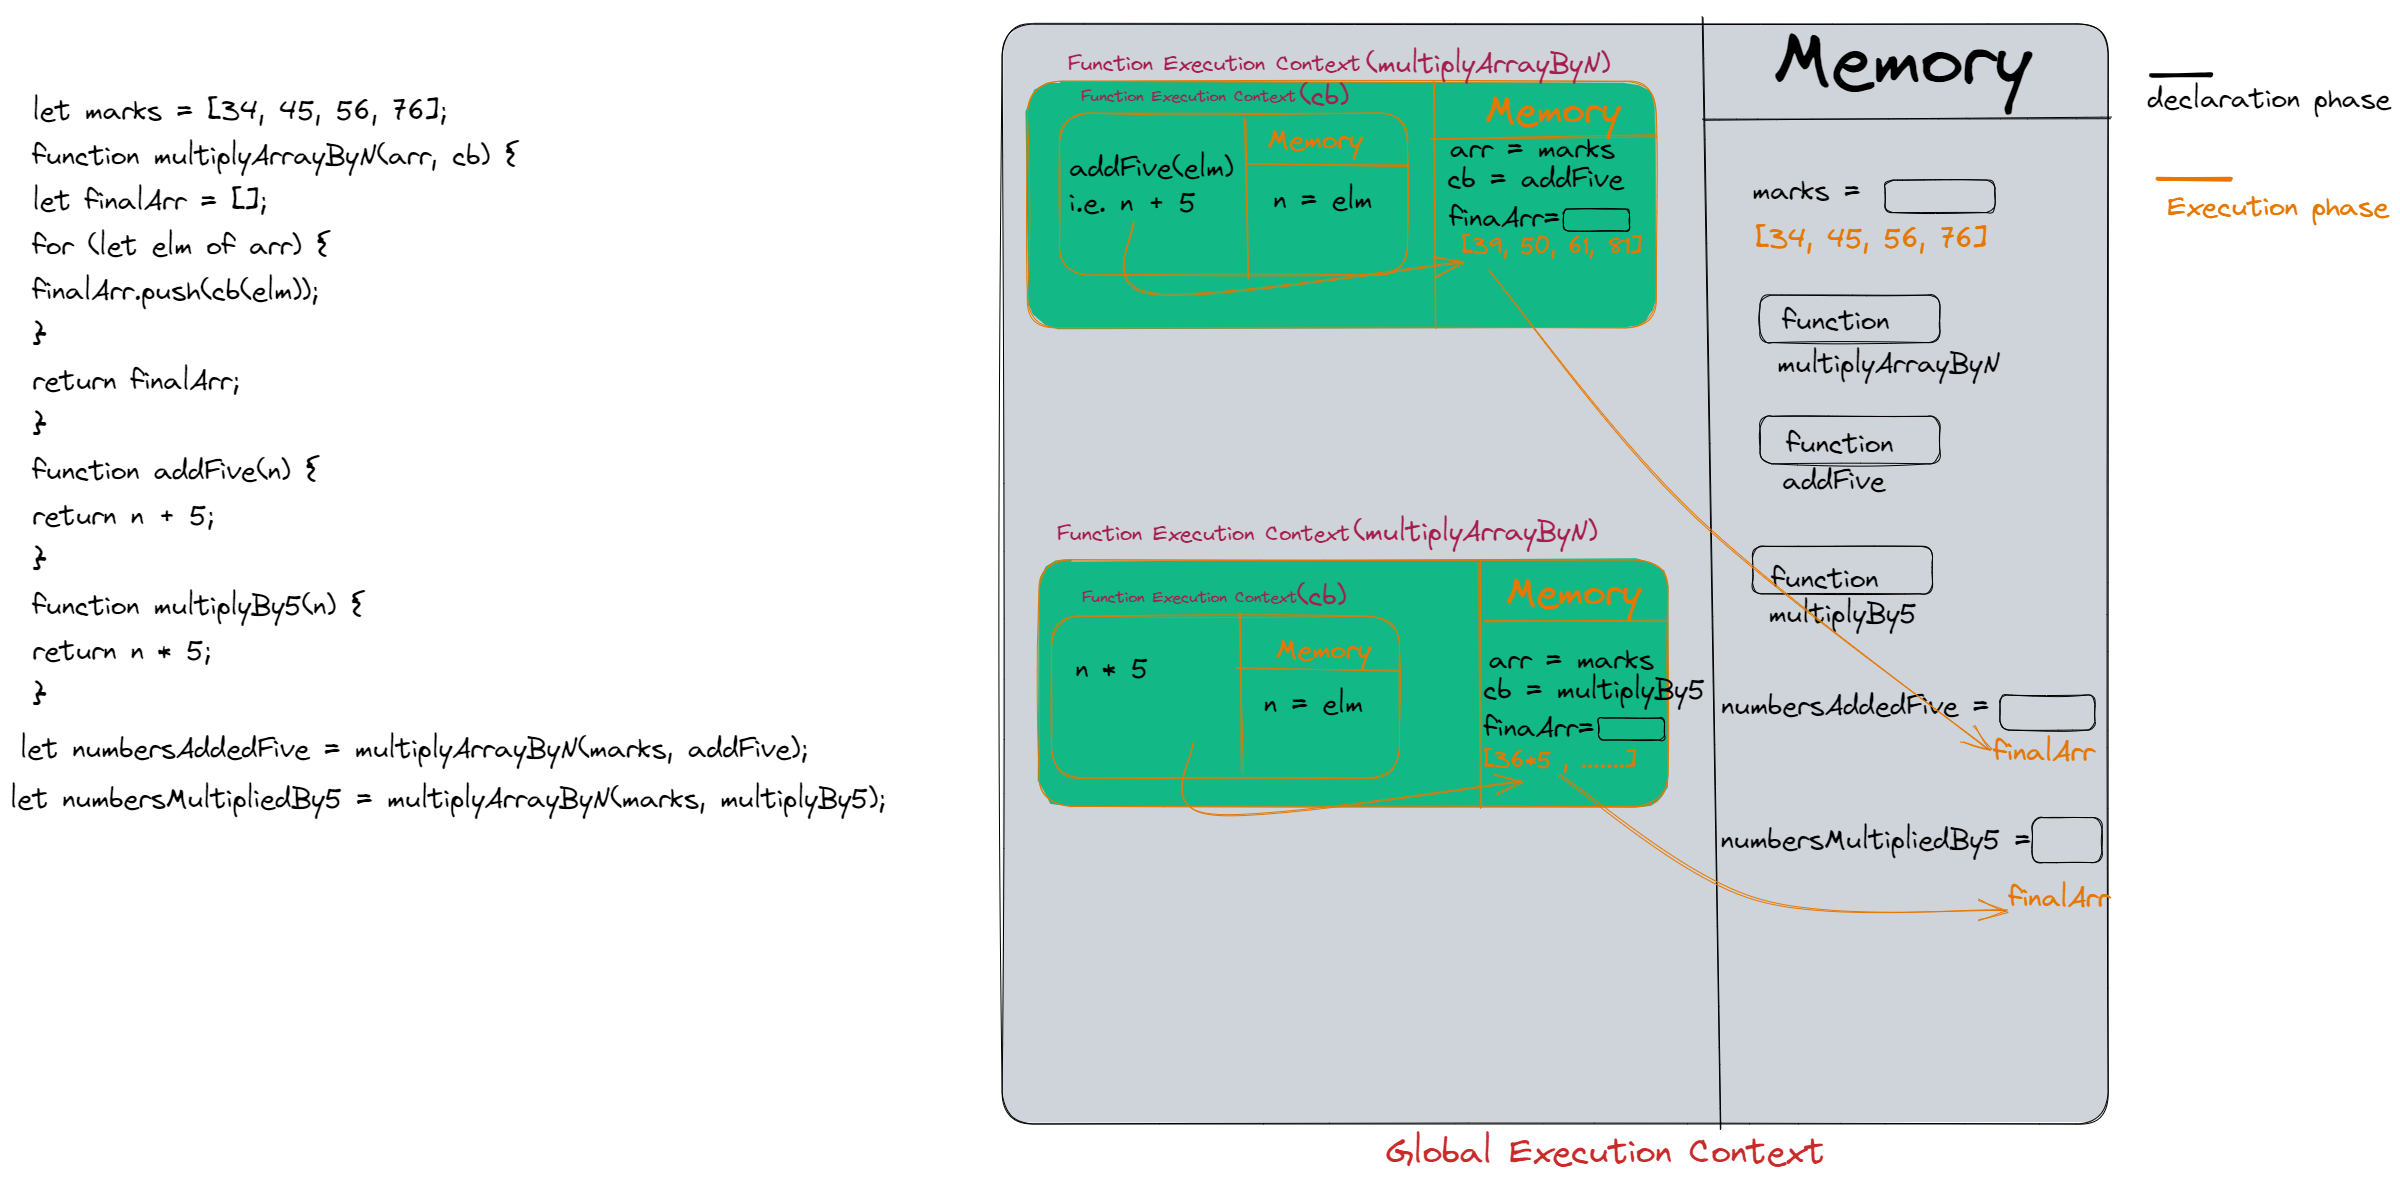 let marks = [34, 45, 56, 76];
function multiplyArrayByN(arr, cb) {
let finalArr = [];
for (let elm of arr) {
finalArr.push(cb(elm));
}
return finalArr;
}
function addFive(n) {
return n + 5;
}
function multiplyBy5(n) {
return n * 5;
}
let numbersAddedFive = multiplyArrayByN(marks, addFive);
let numbersMultipliedBy5 = multiplyArrayByN(marks, multiplyBy5);
Function Execution Context(multiplyArrayByN)
Function Execution Context(cb)
addFive(elm)
i.e. n + 5
Memory
n = elm
Memory
arr = marks
cb = addFive
finaArr=
[39, 50, 61, 81]
Function Execution Context(multiplyArrayByN)
Function Execution Context(cb)
n * 5
Memory
n = elm
Memory
arr = marks
cb = multiplyBy5
finaArr=
[36*5 , .......]
Memory
marks =
[34, 45, 56, 76]
function
multiplyArrayByN
function
addFive
function
multiplyBy5
numbersAddedFive =
finalArr
numbersMultipliedBy5 =
finalArr
Global Execution Context
declaration phase
Execution phase